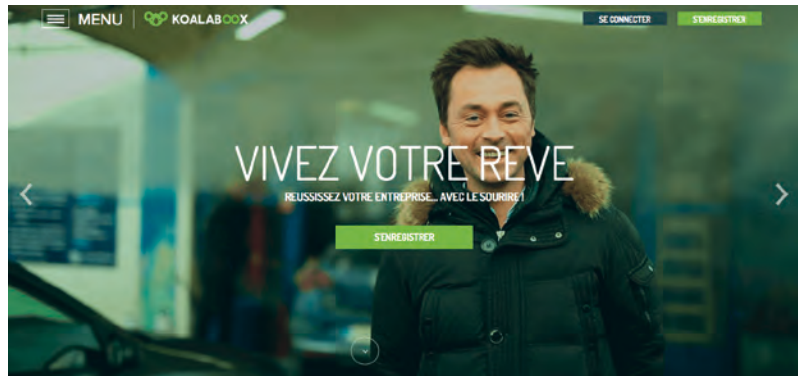 MENU
KOALABOOX
SE CONNECTER
S'ENREGISTRER
VIVEZ VOTRE REVE
REUSSISSEZ VOTRE ENTREPRISE... AVEC LE SOURIRE !
S'ENREGISTRER